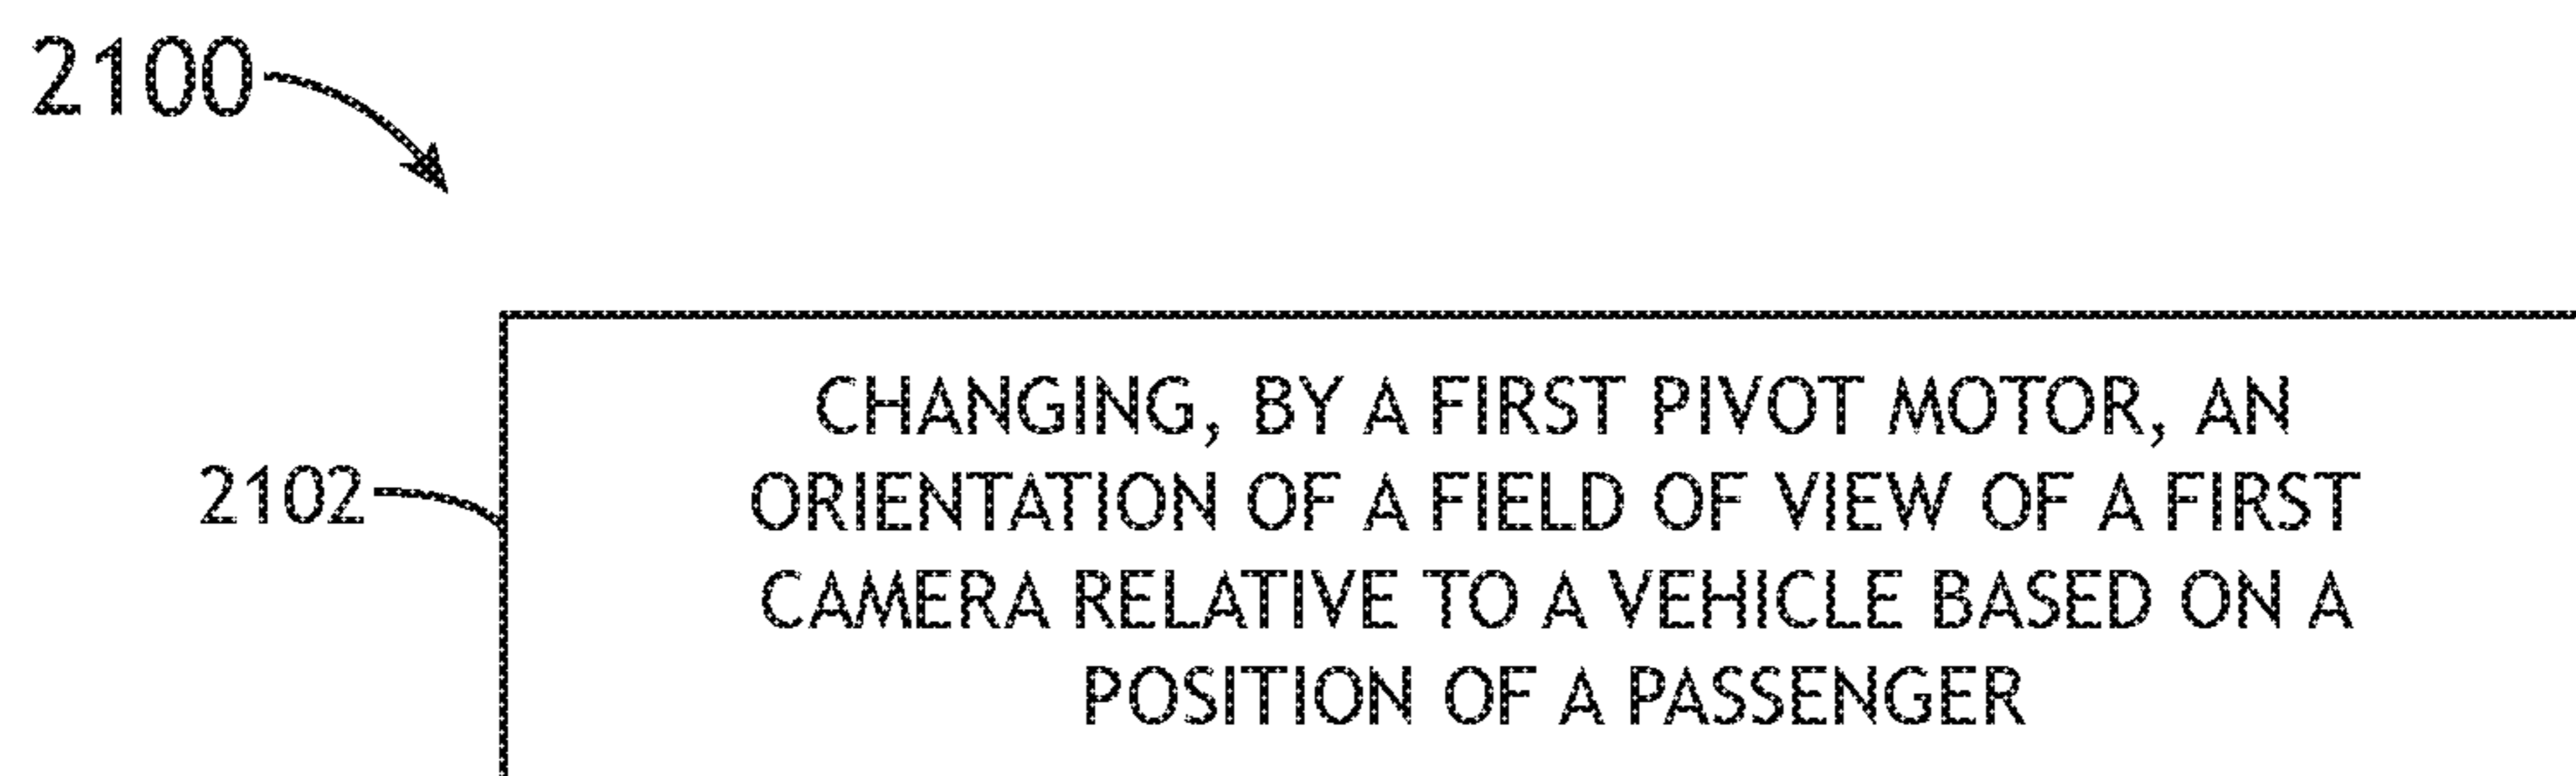 2100
CHANGING, BY A FIRST PIVOT MOTOR, AN
2102
ORIENTATION OF A FIELD OF VIEW OF A FIRST
CAMERA RELATIVE TO A VEHICLE BASED ON A
POSITION OF A PASSENGER